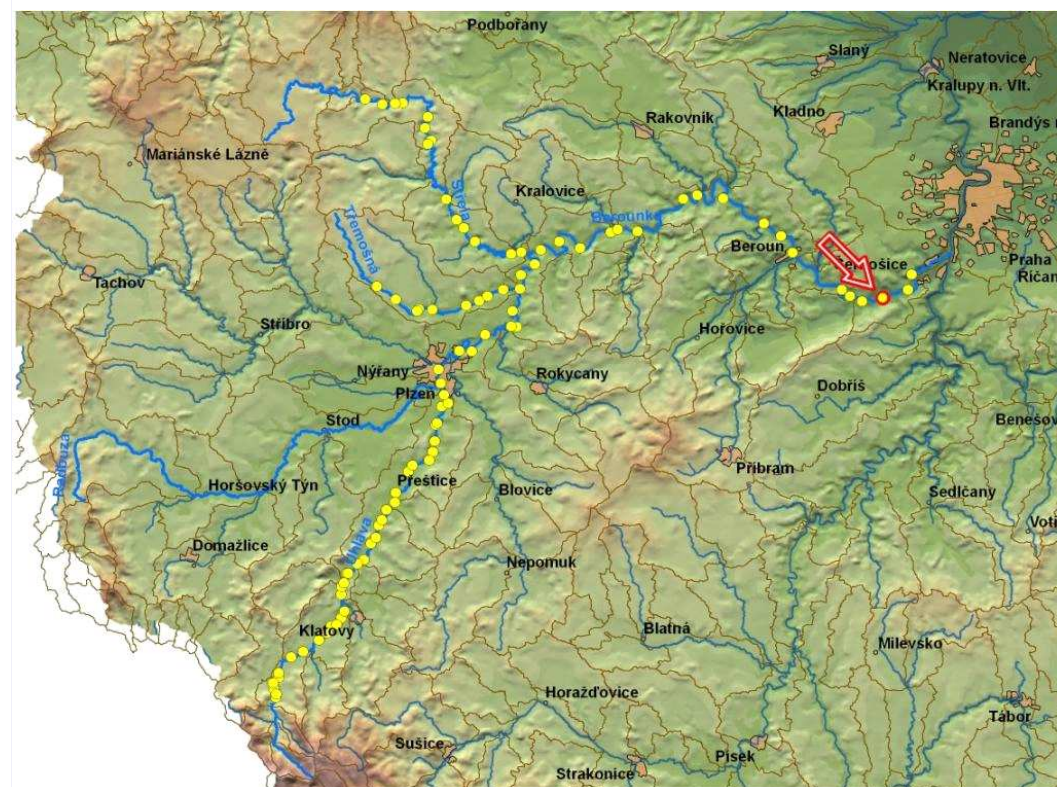 Podbořany
Slaný
Neratovice
Kralupy n. Vlt.
Kladno
Rakovník
Brandýs n
Mariánské Lázně
Kralovice
Střela
Berounka
Třemošná
Beroun
Praha
Říčan
Tachov
Stříbro
Hořovice
Nýřany
Rokycany
Plzeň
Dobříš
Stod
Benešov
Radbuza
Horšovský Týn
Přeštice
Blovice
Příbram
Sedlčany
Voti
Domažlice
Úhlava
Nepomuk
Klatovy
Blatná
Milevsko
Horažďovice
Tábor
Sušice
Písek
Strakonice